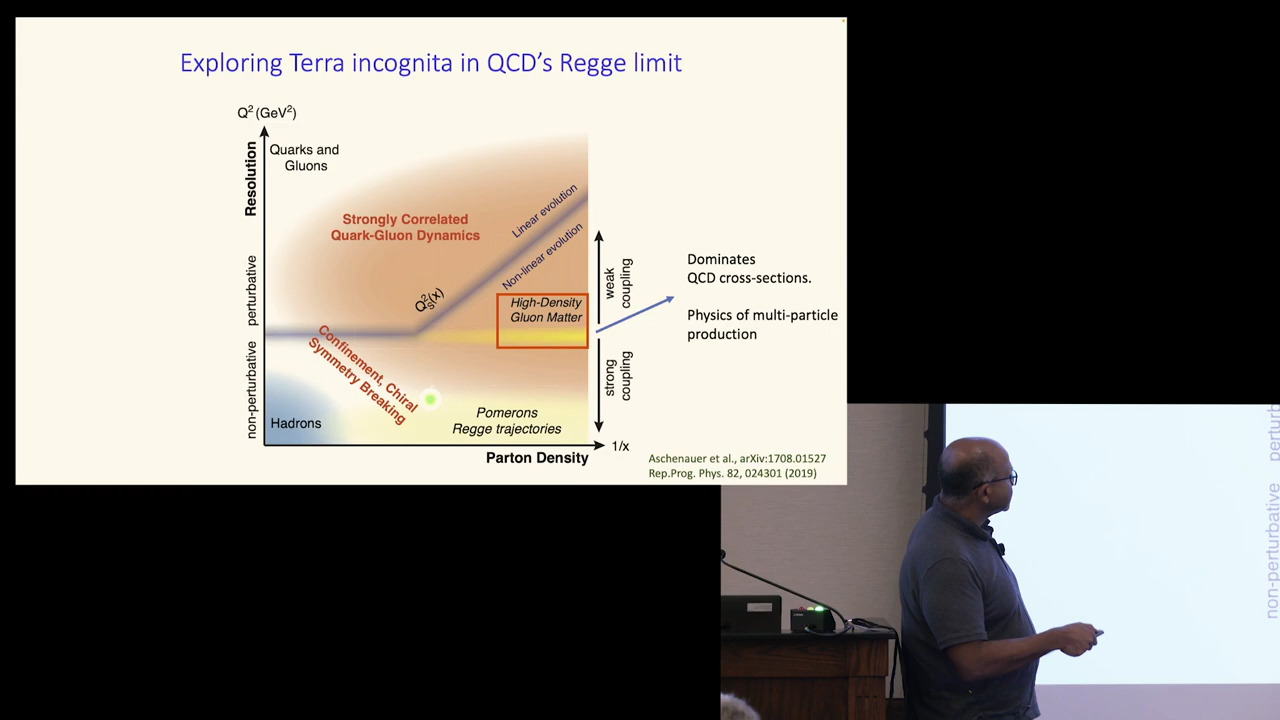 Exploring Terra incognita in QCD's Regge limit
Q² (GeV²)
Resolution
Quarks and
Gluons
Strongly Correlated
Quark-Gluon Dynamics
Linear evolution
Non-linear evolution
Q²s(x)
High-Density
Gluon Matter
perturbative
non-perturbative
weak
coupling
strong
coupling
Dominates
QCD cross-sections.
Physics of multi-particle
production
Confinement, Chiral
Symmetry Breaking
Hadrons
Pomerons
Regge trajectories
1/x
Parton Density
Aschenauer et al., arXiv:1708.01527
Rep.Prog. Phys. 82, 024301 (2019)
non-perturbative